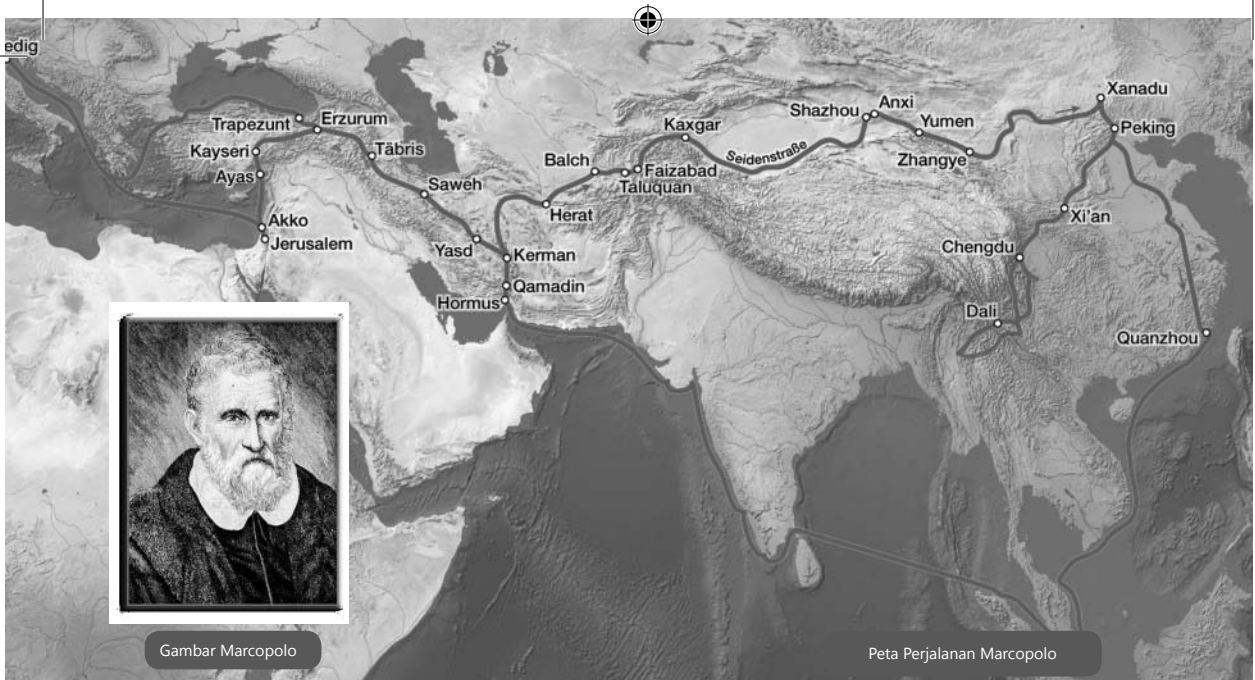 edig
Trapezunt
Erzurum
Kayseri
Täbris
Ayas
Saweh
Akko
Jerusalem
Yasd
Kerman
Qamadin
Hormus
Herat
Balch
Taluquan
Faizabad
Kaxgar
Seidenstraße
Shazhou
Anxi
Yumen
Zhangye
Xanadu
Peking
Xi'an
Chengdu
Dali
Quanzhou
Gambar Marcopolo
Peta Perjalanan Marcopolo